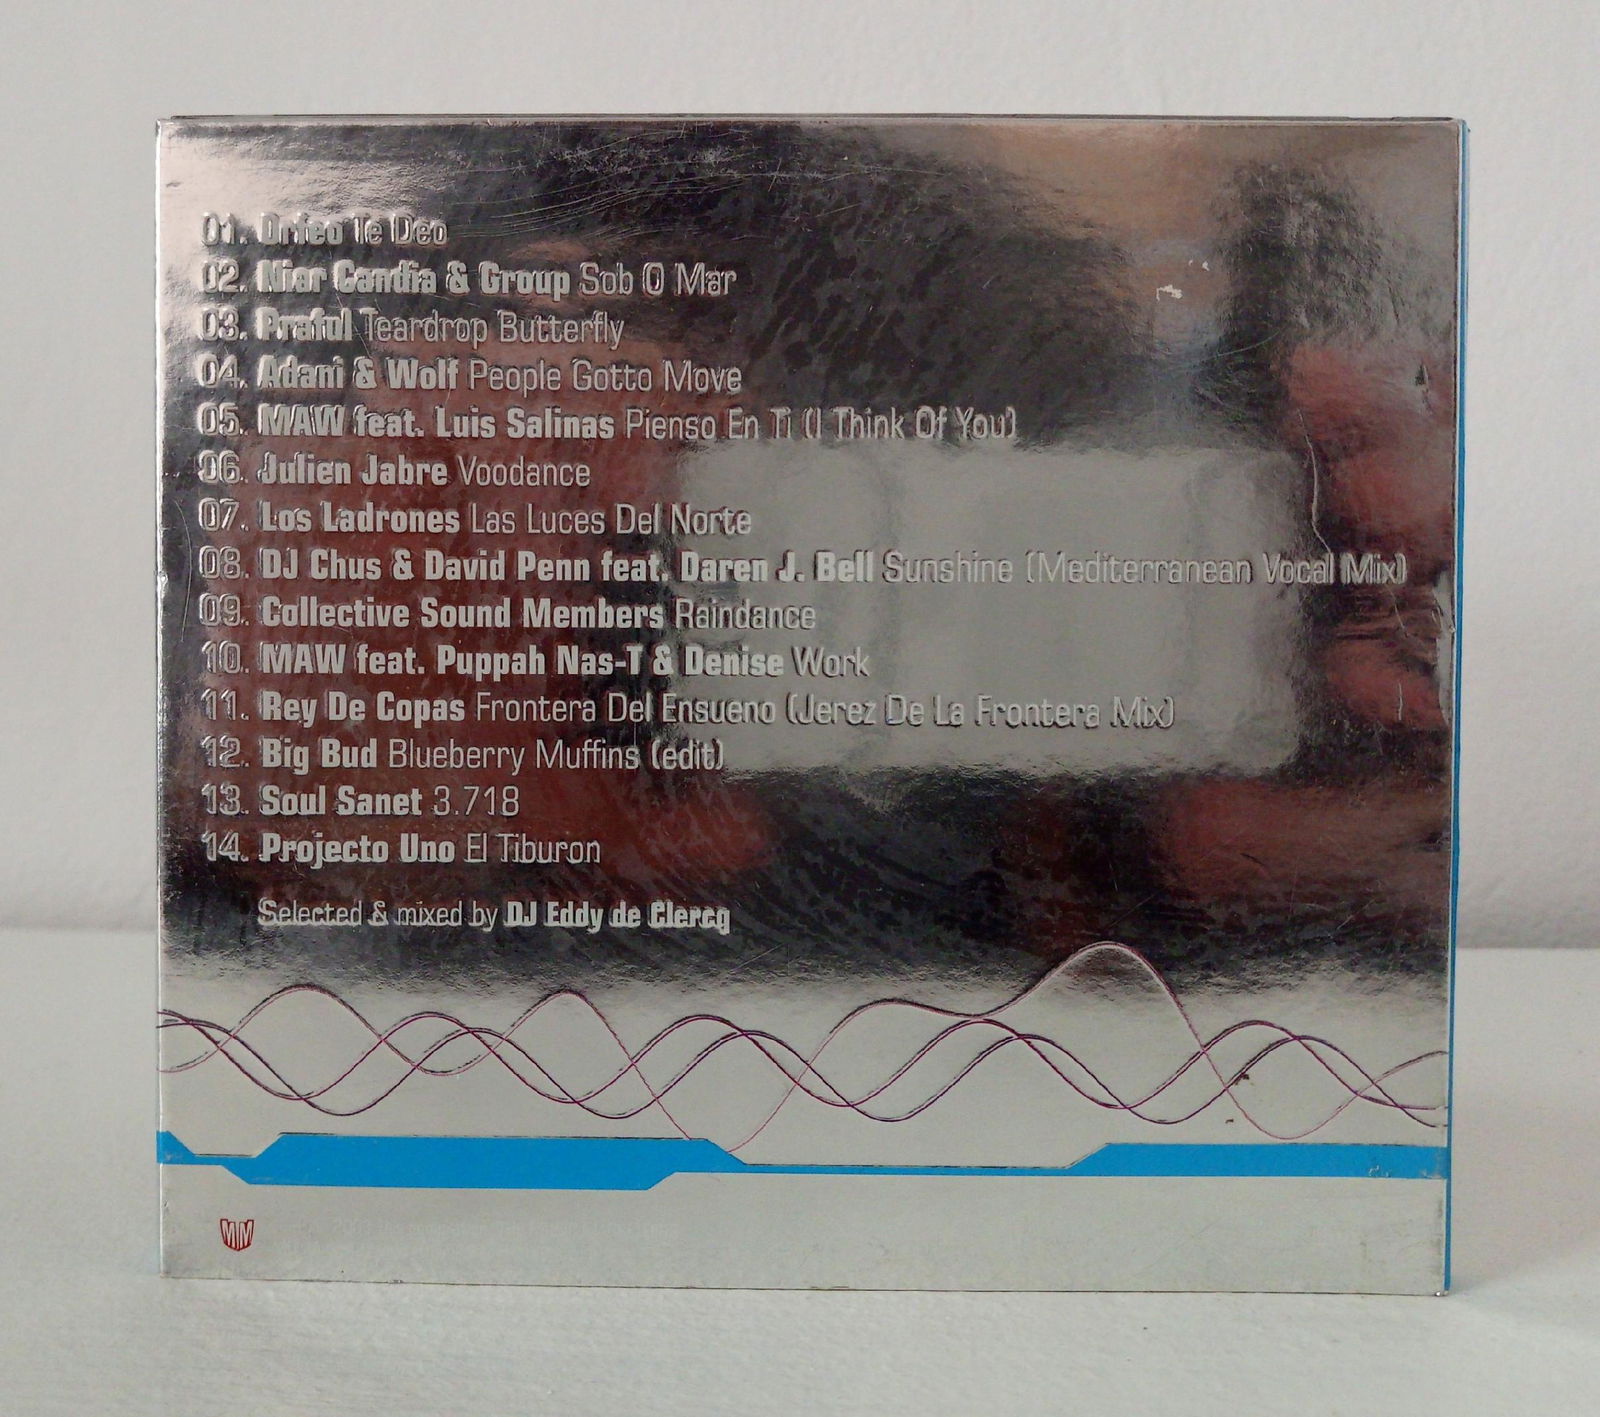 01. Orfeo Te Deo
02. Niar Candia & Group Sob O Mar
03. Praful Teardrop Butterfly
04. Adani & Wolf People Gotto Move
05. MAW feat. Luis Salinas Pienso En Ti (I Think Of You)
06. Julien Jabre Voodance
07. Los Ladrones Las Luces Del Norte
08. DJ Chus & David Penn feat. Daren J. Bell Sunshine (Mediterranean Vocal Mix)
09. Collective Sound Members Raindance
10. MAW feat. Puppah Nas-T & Denise Work
11. Rey De Copas Frontera Del Ensueno (Jerez De La Frontera Mix)
12. Big Bud Blueberry Muffins (edit)
13. Soul Sanet 3.718
14. Projecto Uno El Tiburon
Selected & mixed by DJ Eddy de Clercq
MM